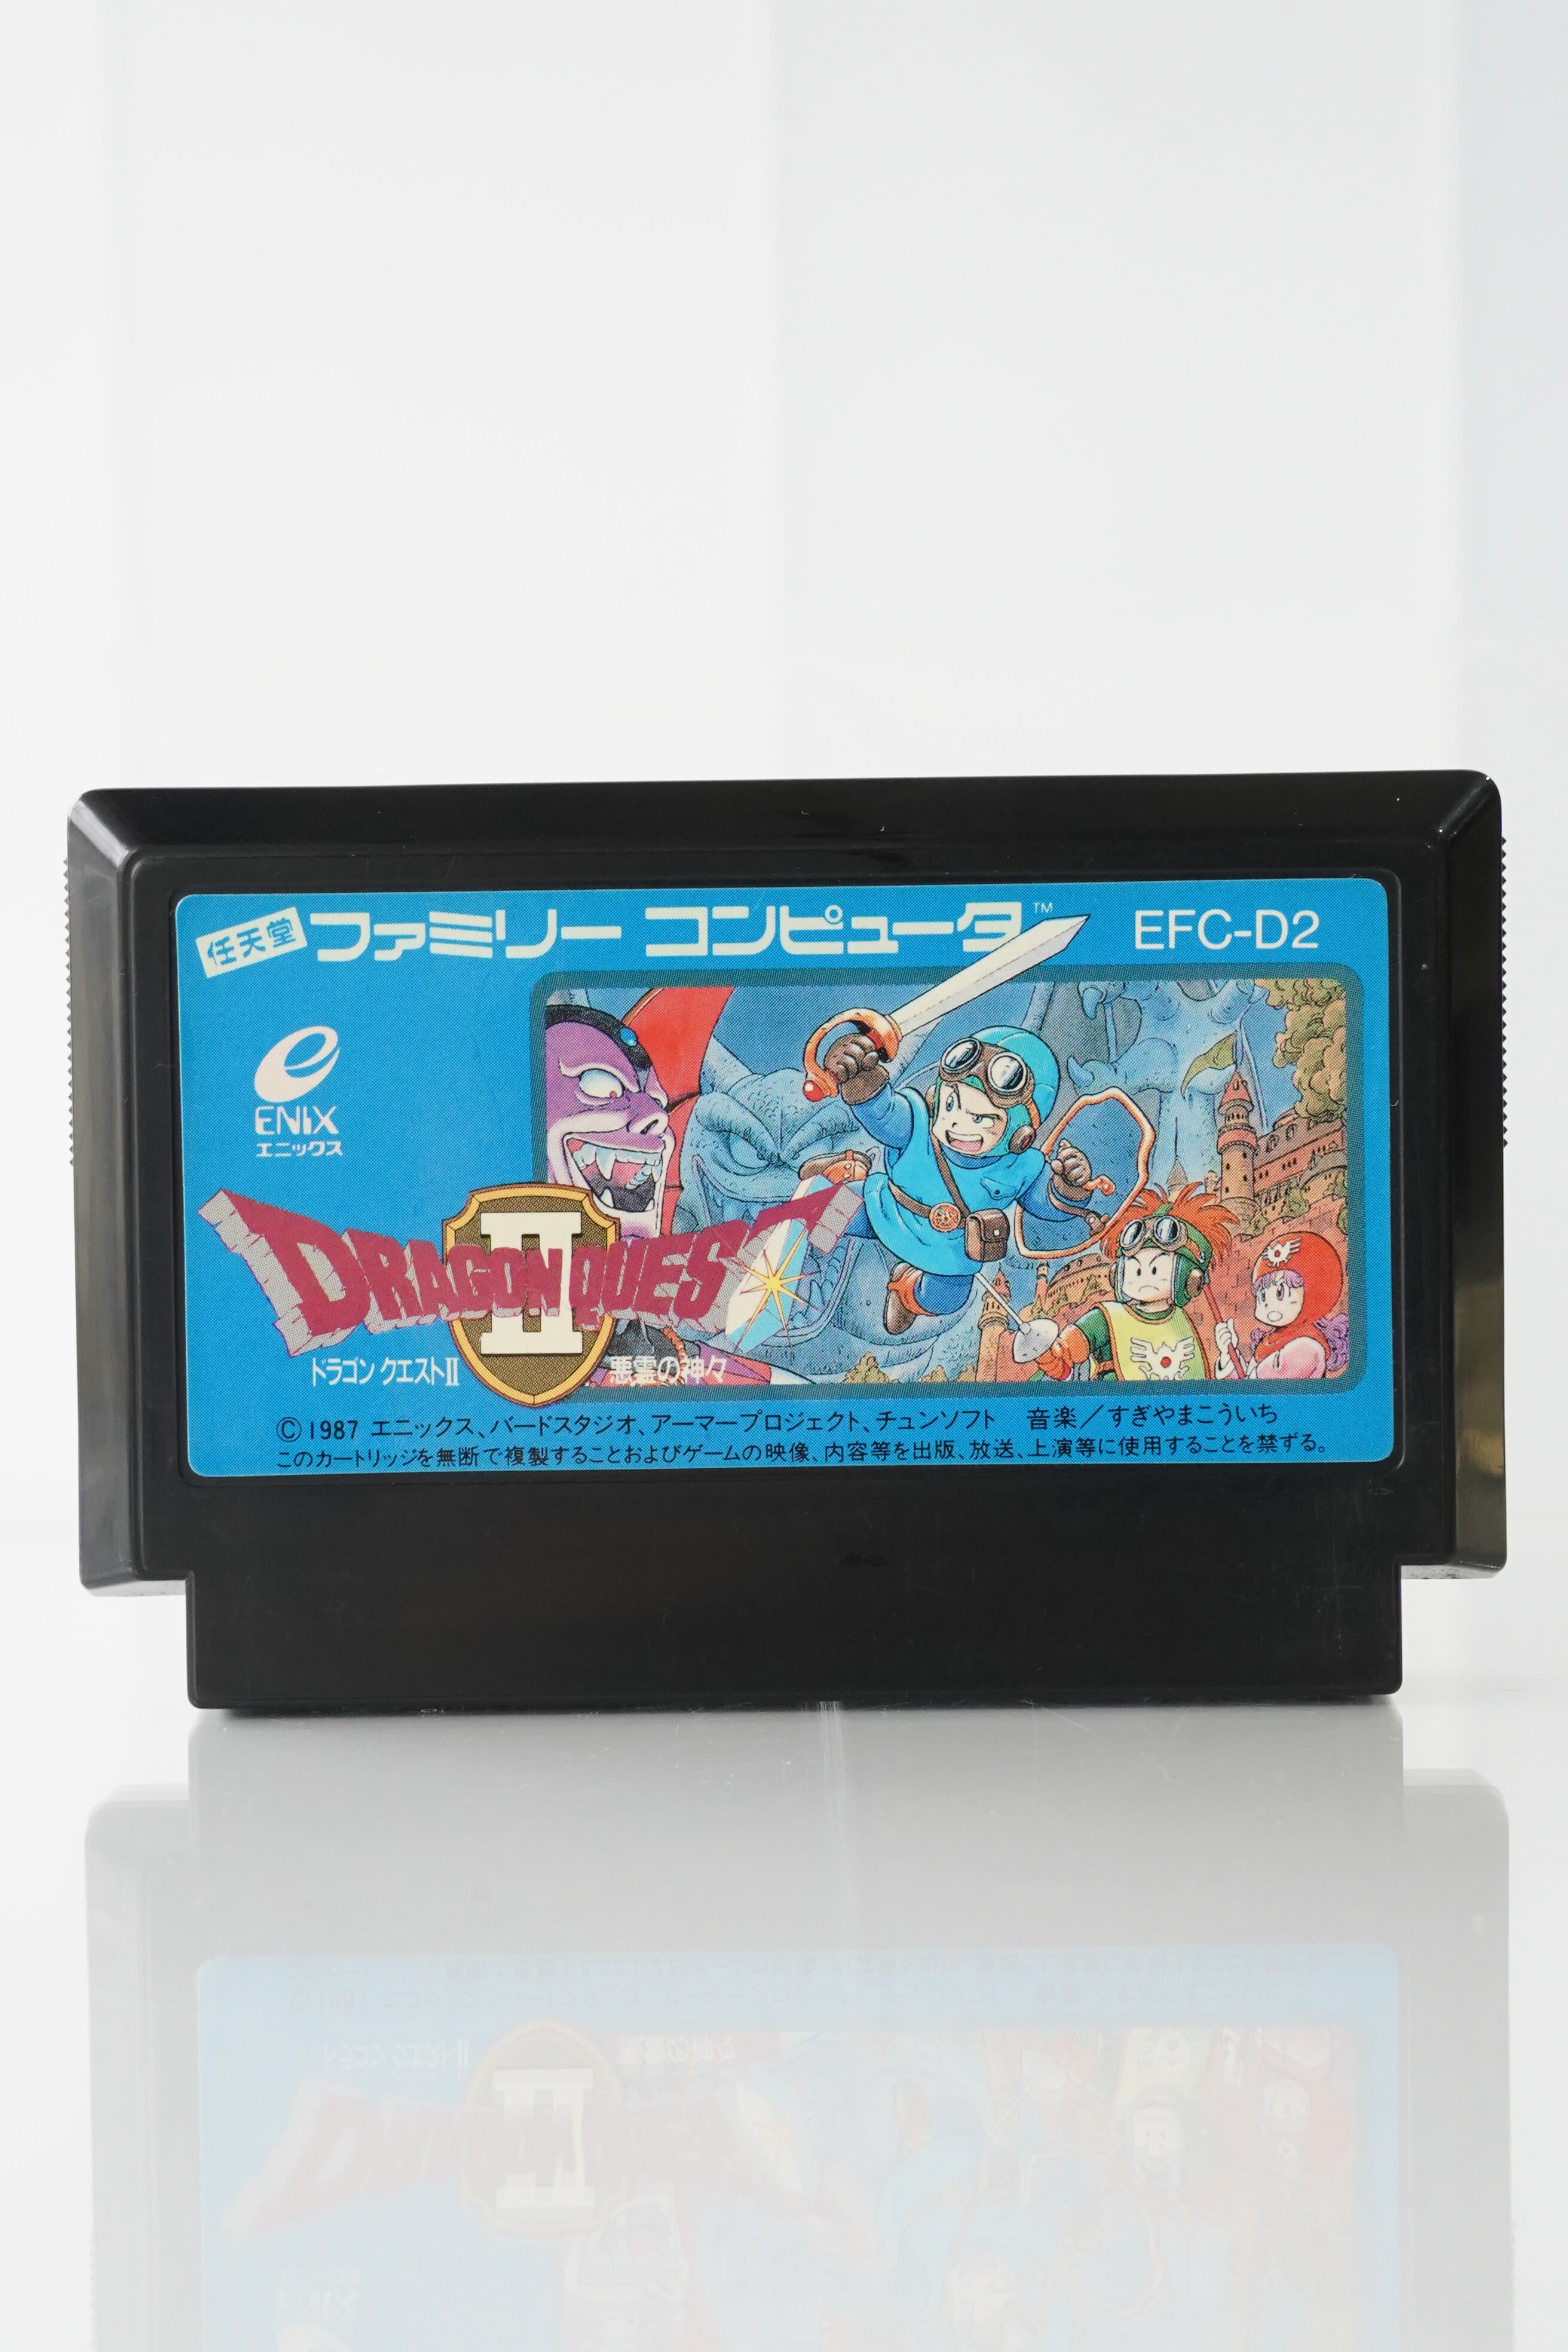 任天堂 ファミリー コンピュータ™ EFC-D2
e
ENIX
エニックス
DRAGON QUEST
II
ドラゴン クエストII 悪霊の神々
© 1987 エニックス、バードスタジオ、アーマープロジェクト、チュンソフト 音楽／すぎやまこういち
このカートリッジを無断で複製することおよびゲームの映像、内容等を出版、放送、上演等に使用することを禁ずる。